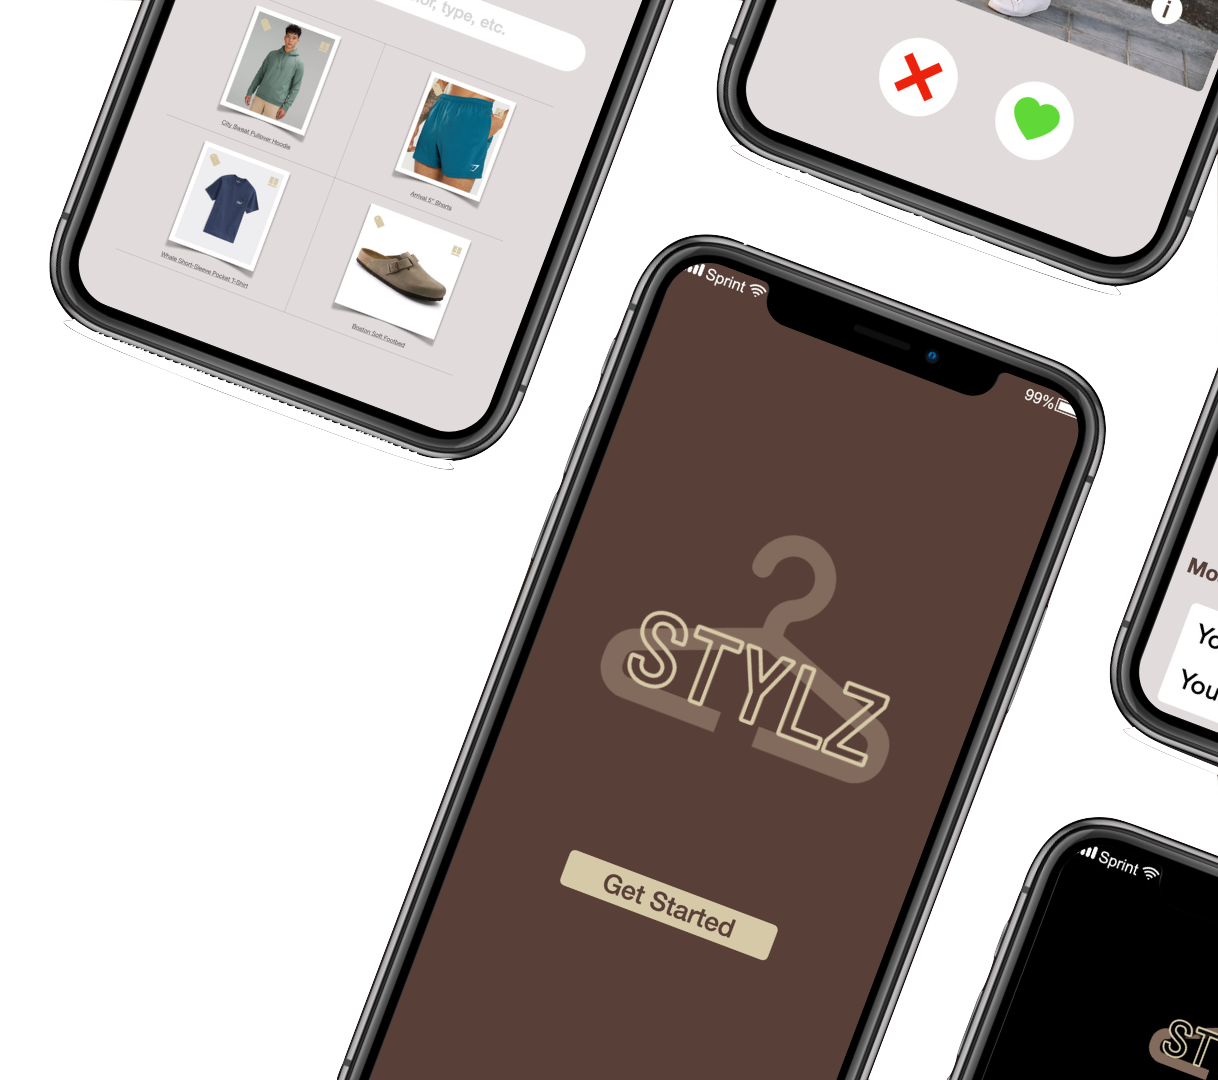 or, type, etc.
City Sweat Pullover Hoodie
Arrival 5" Shorts
Whale Short-Sleeve Pocket T-Shirt
Boston Soft Footbed
i
Sprint
99%
STYLZ
Get Started
Mo
Yo
You
Sprint
ST